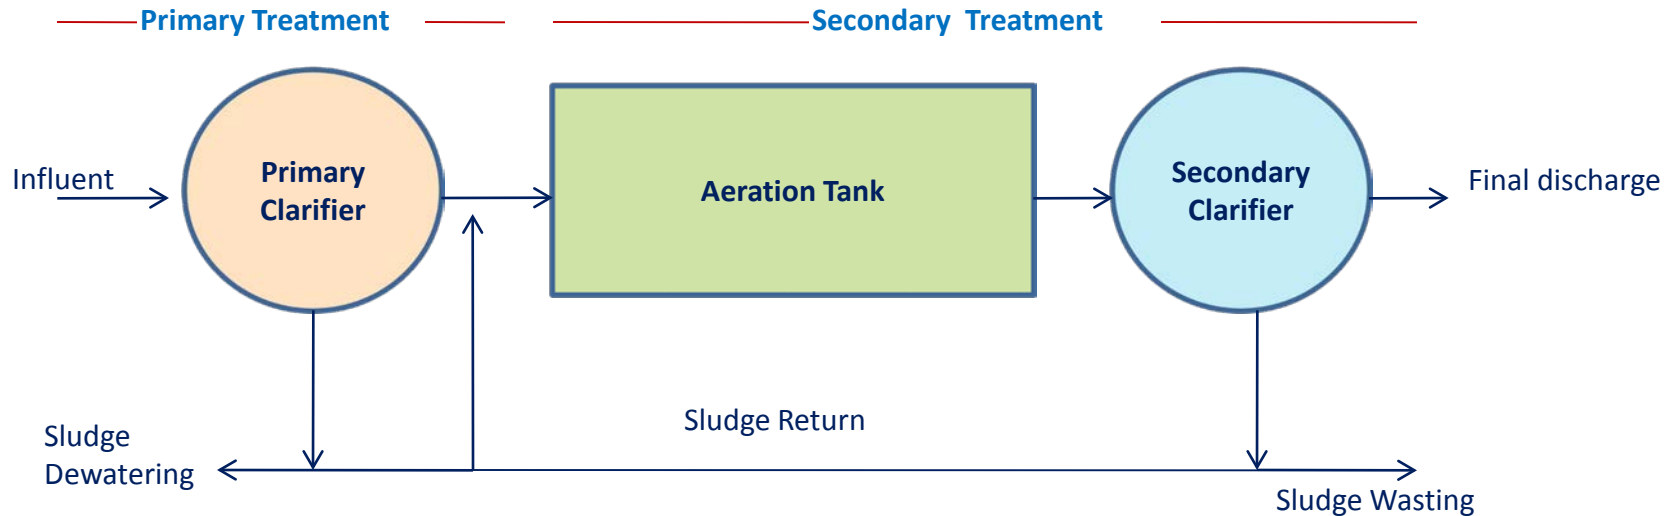 Primary Treatment
Secondary  Treatment
Influent
Primary
Clarifier
Aeration Tank
Secondary
Clarifier
Final discharge
Sludge
Dewatering
Sludge Return
Sludge Wasting